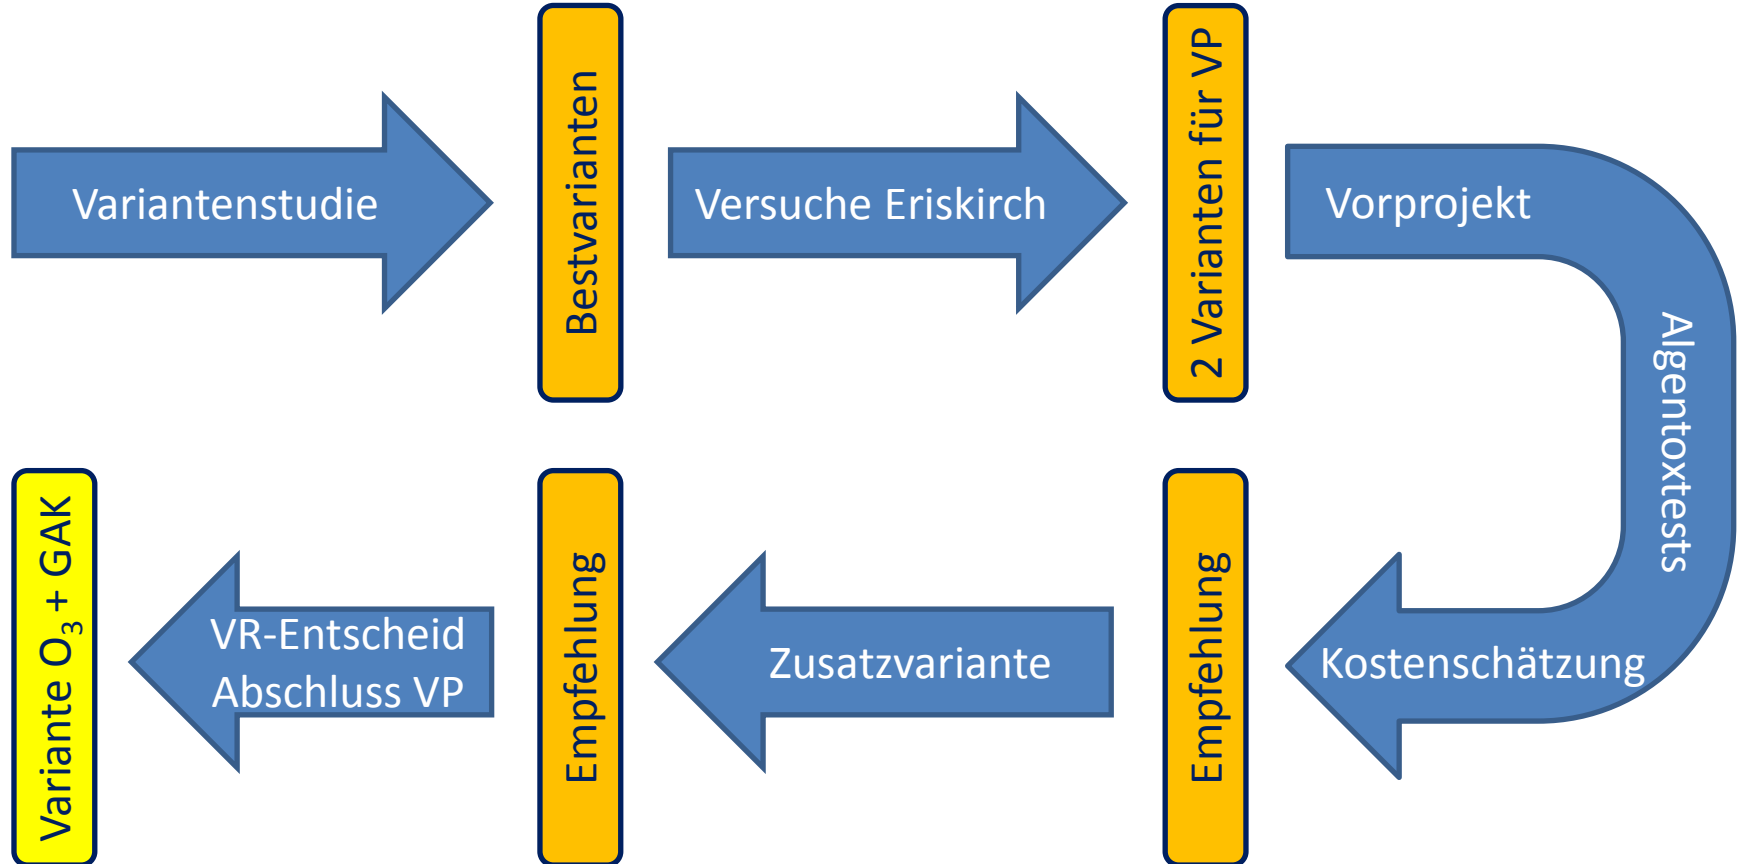 Variantenstudie
Bestvarianten
Versuche Eriskirch
2 Varianten für VP
Vorprojekt
Algentoxtests
Kostenschätzung
Empfehlung
Zusatzvariante
Empfehlung
VR-Entscheid
Abschluss VP
Variante O₃ + GAK